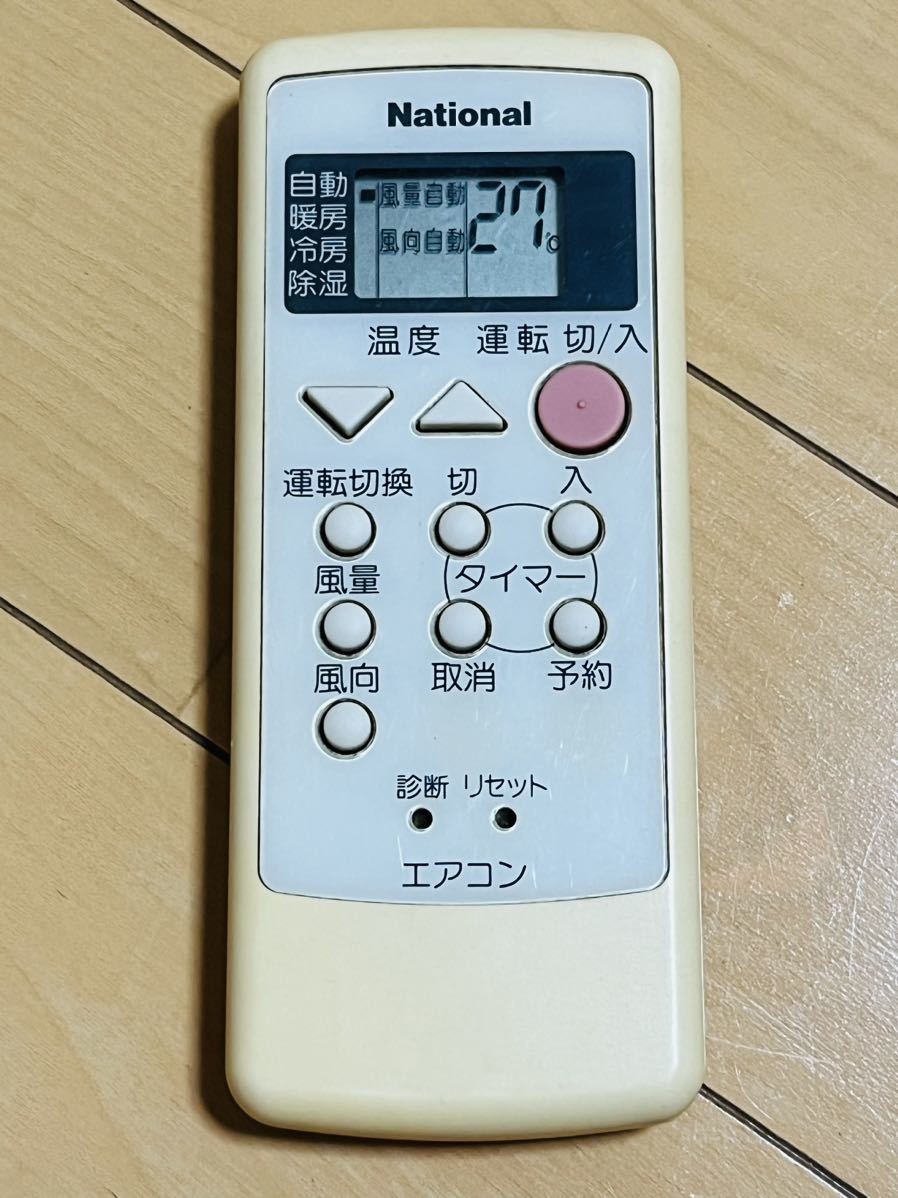 National
自動
暖房
冷房
除湿
風量自動
風向自動
27℃
温度 運転 切/入
運転切換 切 入
風量 タイマー
風向 取消 予約
診断 リセット
エアコン